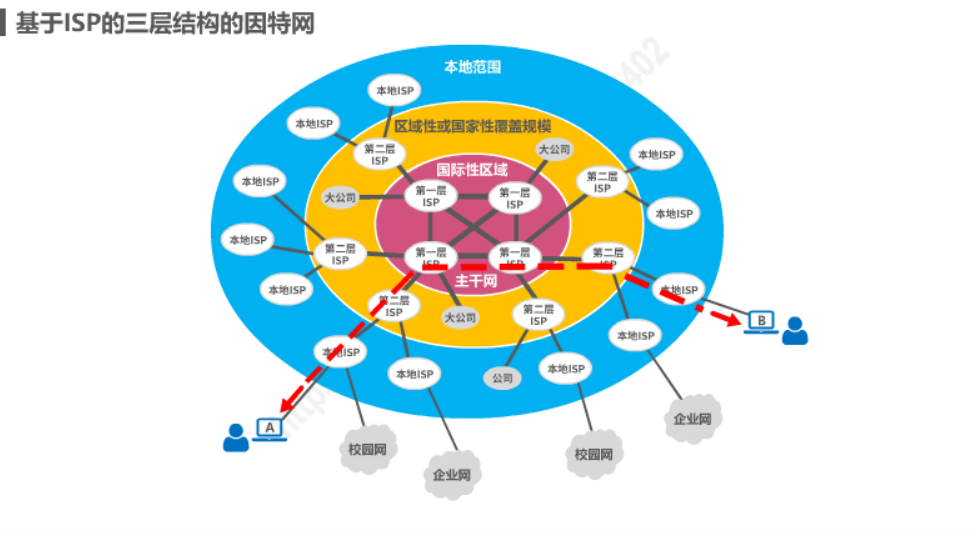 基于ISP的三层结构的因特网
402
本地范围
本地ISP
本地ISP
区域性或国家性覆盖规模
第二层
ISP
大公司
本地ISP
国际性区域
第二层
ISP
本地ISP
大公司
第一层
ISP
第一层
ISP
本地ISP
本地ISP
第二层
ISP
第一层
ISP
第一层
ISP
第二层
ISP
主干网
本地ISP
本地ISP
第二层
ISP
大公司
第二层
ISP
B
本地ISP
本地ISP
本地ISP
公司
本地ISP
A
企业网
校园网
校园网
企业网
http